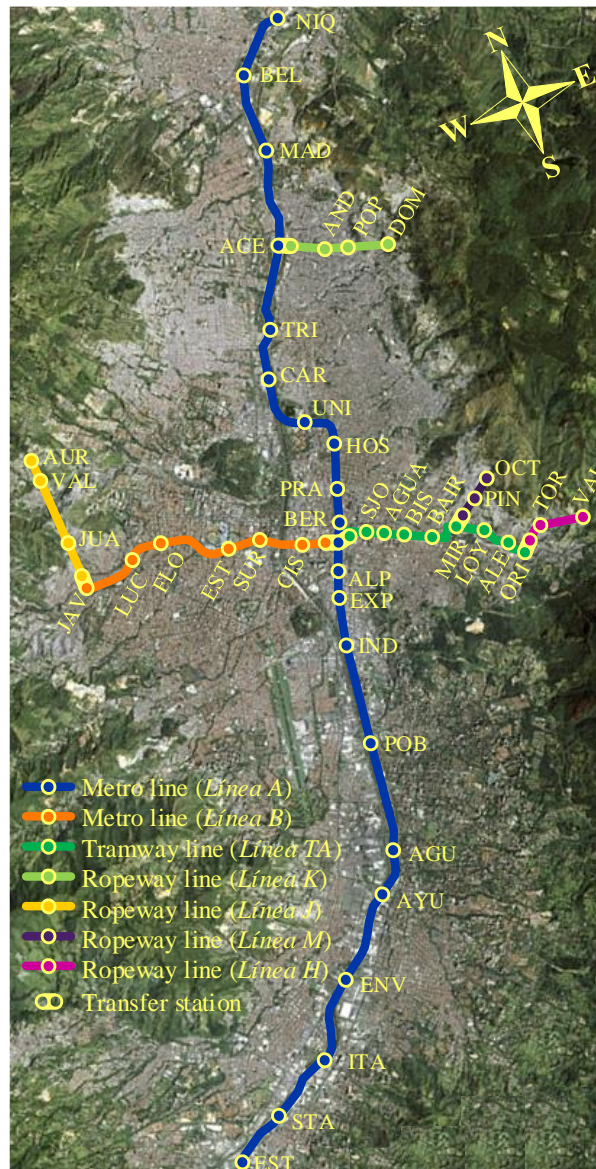 NIQ
N
E
W
S
BEL
MAD
AND
POP
DOM
ACE
TRI
CAR
UNI
HOS
AUR
VAL
OCT
PIN
TOR
VAL
PRA
SJO
AGUA
BIS
BAIR
BER
MIR
LOY
ALE
ORI
JUA
JAV
LUC
FLO
EST
SUR
CIS
ALP
EXP
IND
POB
Metro line (Línea A)
Metro line (Línea B)
Tramway line (Línea TA)
Ropeway line (Línea K)
Ropeway line (Línea J)
Ropeway line (Línea M)
Ropeway line (Línea H)
Transfer station
AGU
AYU
ENV
ITA
STA
EST